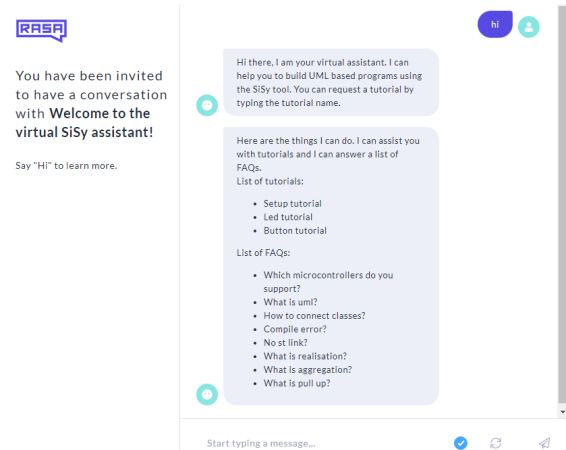 RASA
You have been invited
to have a conversation
with Welcome to the
virtual SiSy assistant!
Say "Hi" to learn more.
hi
Hi there, I am your virtual assistant. I can
help you to build UML based programs using
the SiSy tool. You can request a tutorial by
typing the tutorial name.
Here are the things I can do. I can assist you
with tutorials and I can answer a list of
FAQs.
List of tutorials:
• Setup tutorial
• Led tutorial
• Button tutorial
List of FAQs:
• Which microcontrollers do you
support?
• What is uml?
• How to connect classes?
• Compile error?
• No st link?
• What is realisation?
• What is aggregation?
• What is pull up?
Start typing a message...